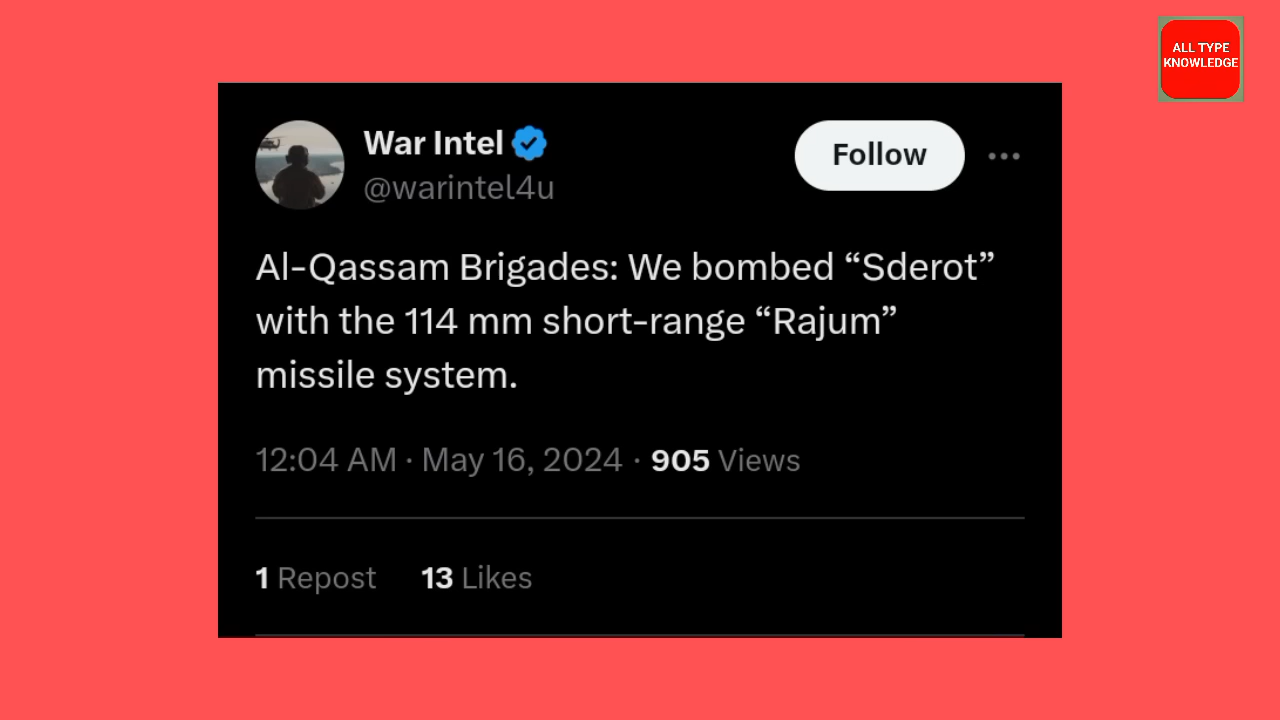 ALL TYPE
KNOWLEDGE
War Intel
Follow
@warintel4u
Al-Qassam Brigades: We bombed “Sderot”
with the 114 mm short-range “Rajum”
missile system.
12:04 AM · May 16, 2024 · 905 Views
1 Repost 13 Likes